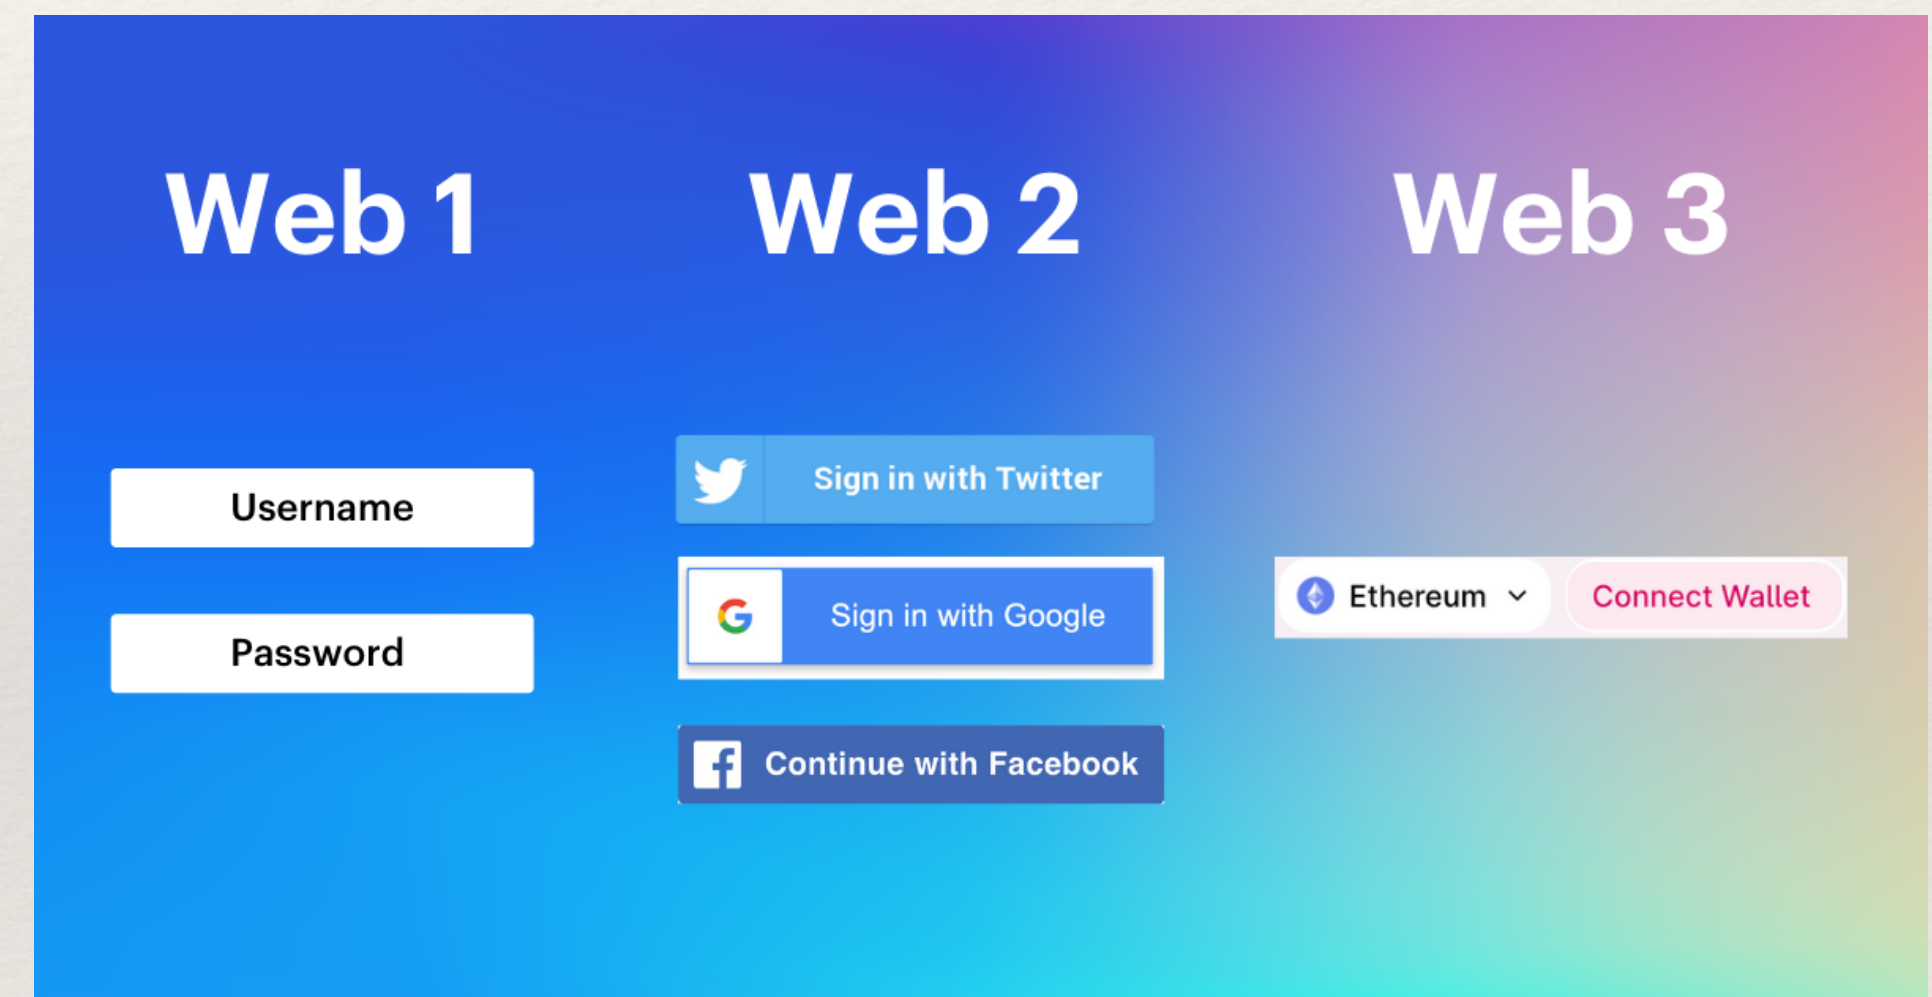 Web 1
Web 2
Web 3
Username
Password
Sign in with Twitter
Sign in with Google
Continue with Facebook
Ethereum
Connect Wallet